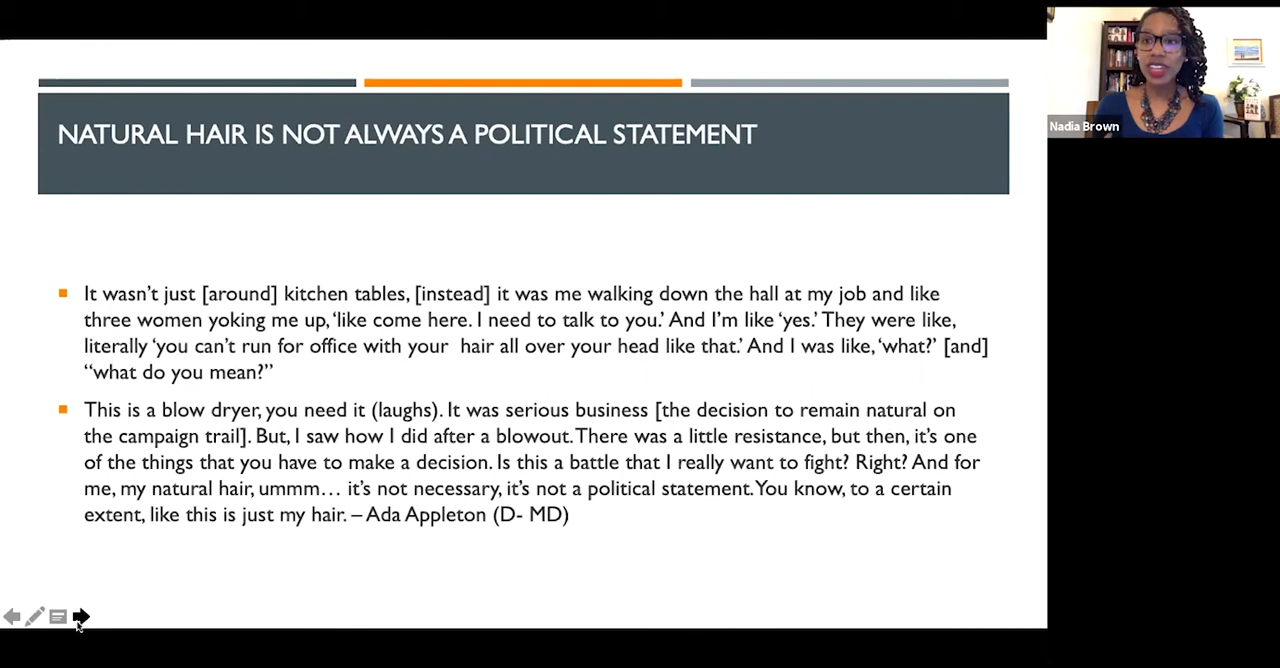 NATURAL HAIR IS NOT ALWAYS A POLITICAL STATEMENT
It wasn't just [around] kitchen tables, [instead] it was me walking down the hall at my job and like
three women yoking me up, 'like come here. I need to talk to you.' And I'm like 'yes.' They were like,
literally 'you can't run for office with your hair all over your head like that.' And I was like, 'what?' [and]
“what do you mean?”
This is a blow dryer, you need it (laughs). It was serious business [the decision to remain natural on
the campaign trail]. But, I saw how I did after a blowout. There was a little resistance, but then, it's one
of the things that you have to make a decision. Is this a battle that I really want to fight? Right? And for
me, my natural hair, ummm… it's not necessary, it's not a political statement. You know, to a certain
extent, like this is just my hair. – Ada Appleton (D- MD)
Nadia Brown